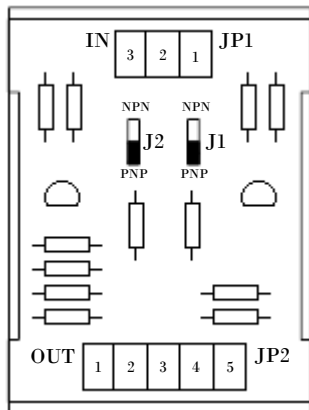 IN 3 2 1 JP1
NPN NPN
J2 J1
PNP PNP
OUT 1 2 3 4 5 JP2